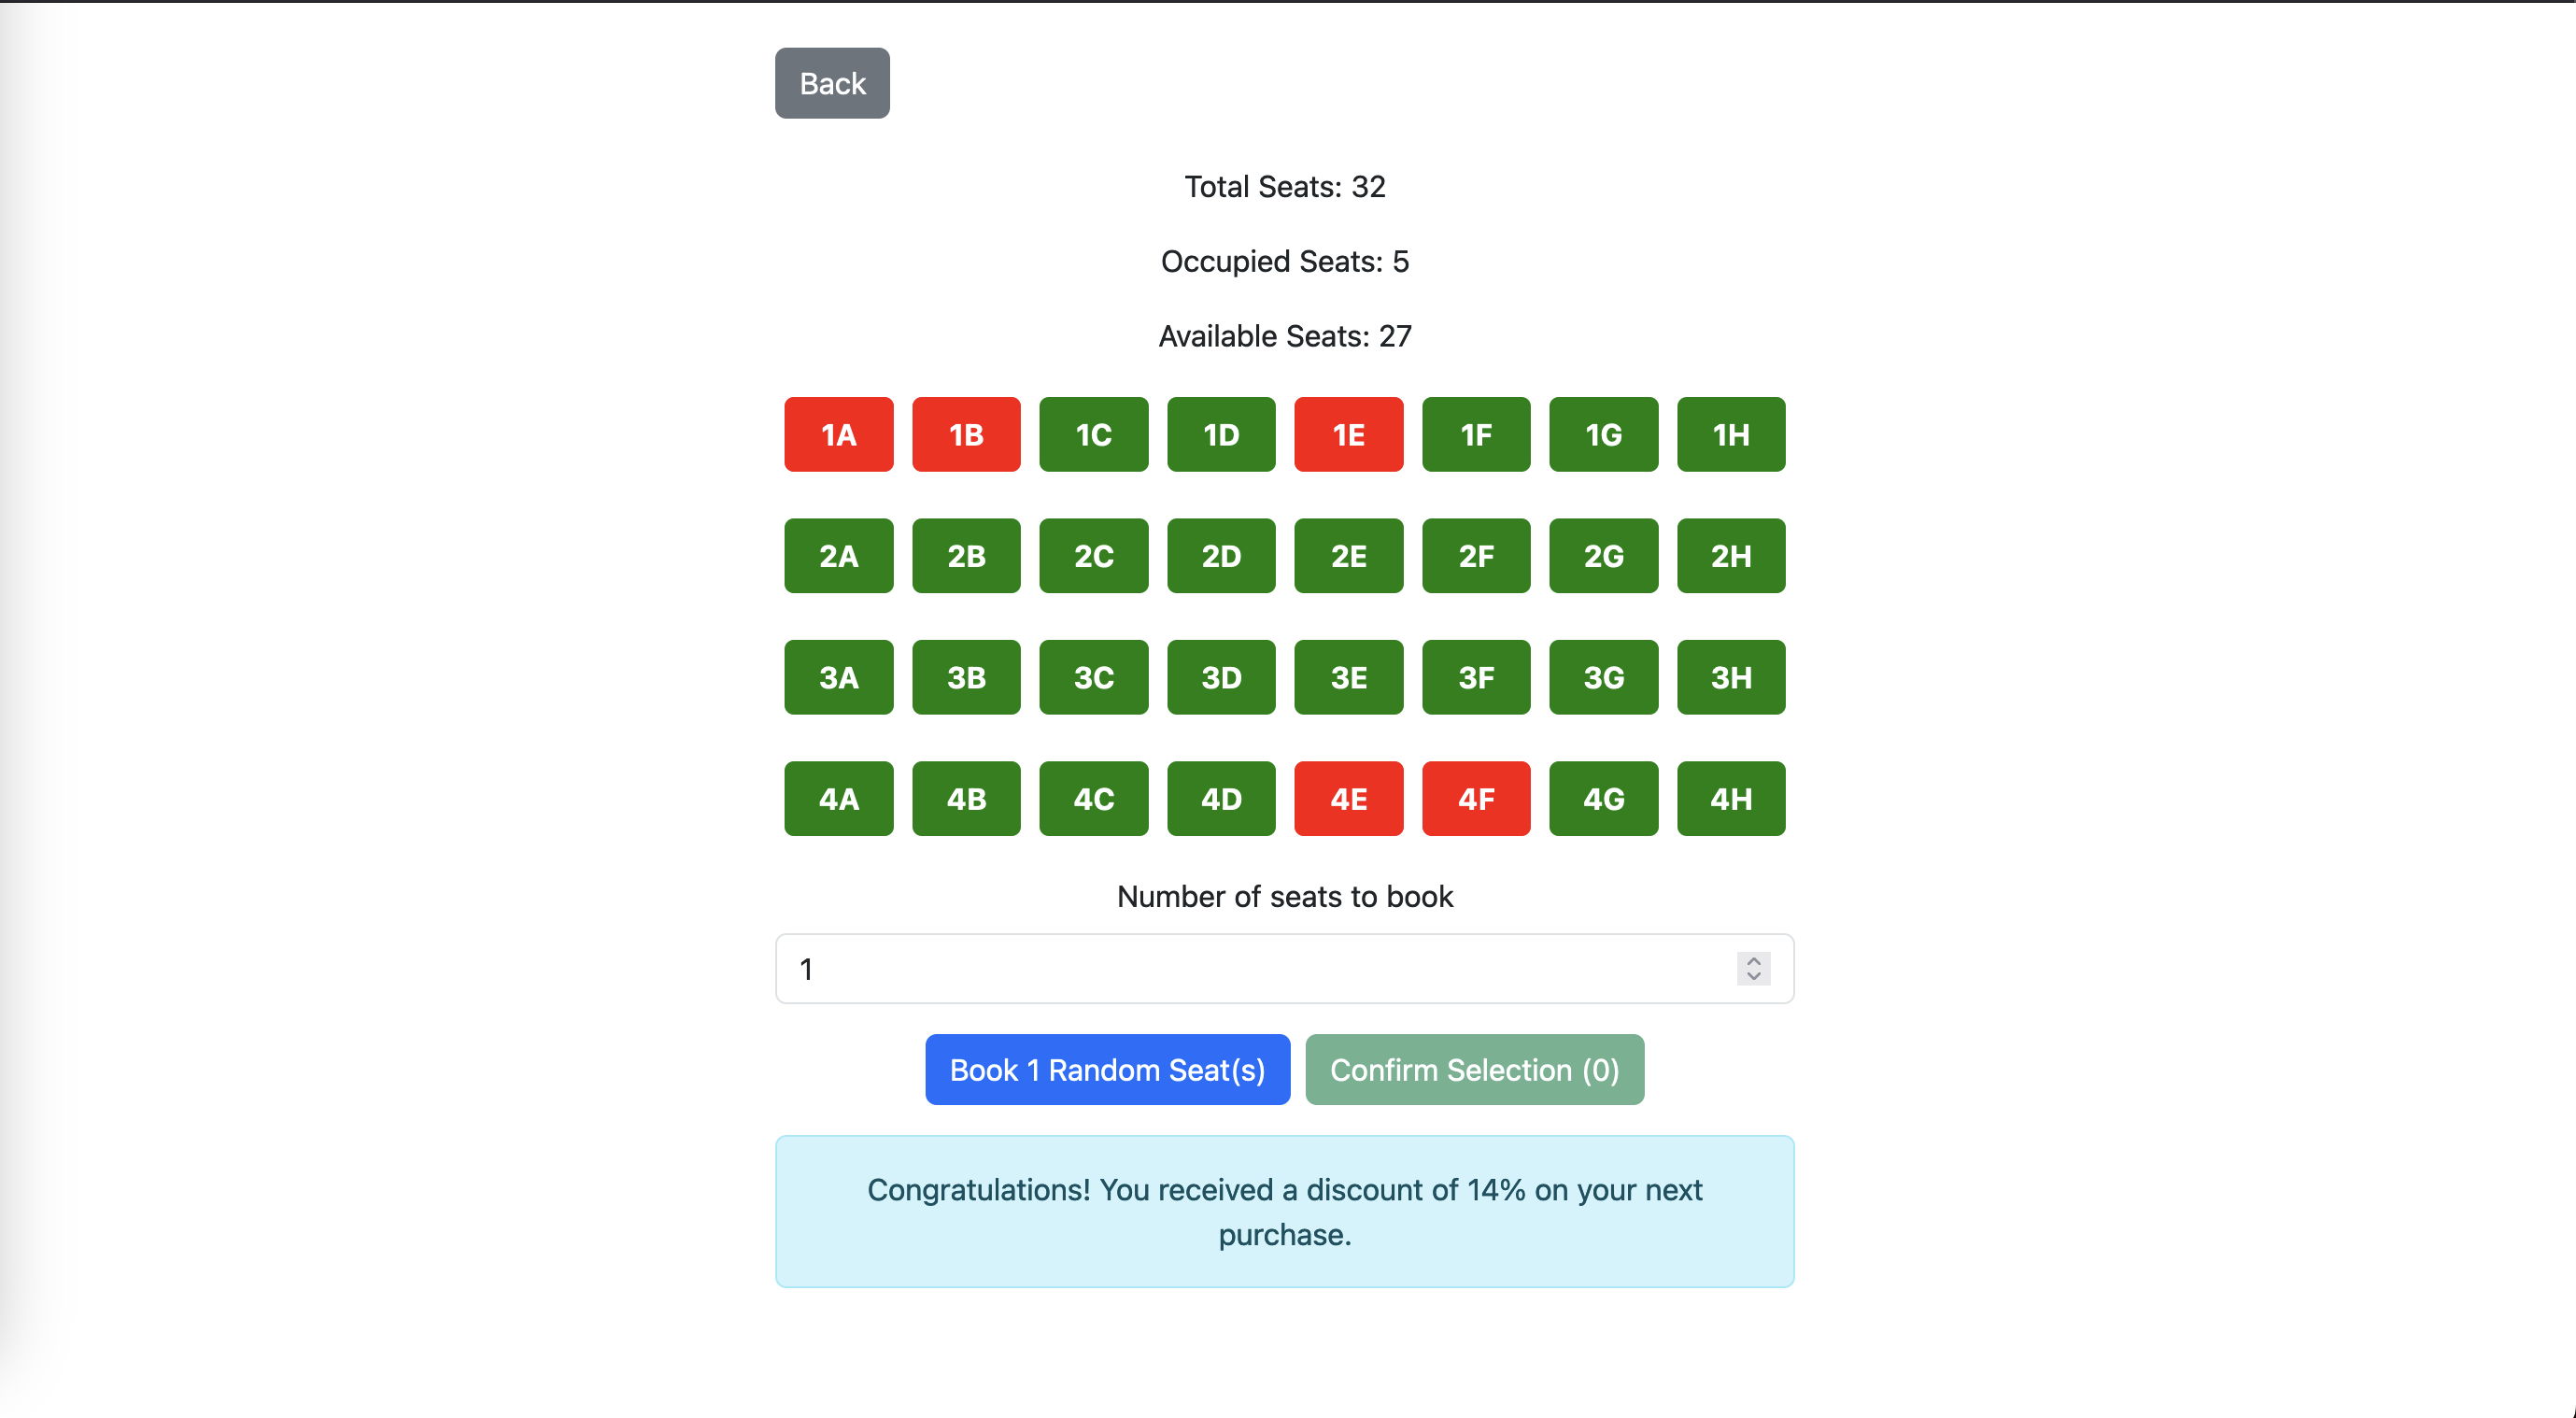 Back
Total Seats: 32
Occupied Seats: 5
Available Seats: 27
1A 1B 1C 1D 1E 1F 1G 1H
2A 2B 2C 2D 2E 2F 2G 2H
3A 3B 3C 3D 3E 3F 3G 3H
4A 4B 4C 4D 4E 4F 4G 4H
Number of seats to book
1
Book 1 Random Seat(s) Confirm Selection (0)
Congratulations! You received a discount of 14% on your next
purchase.